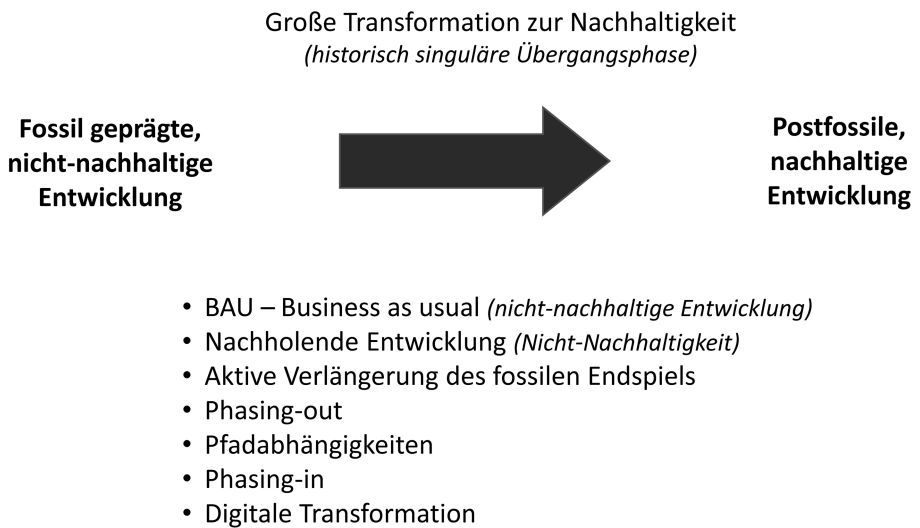 Große Transformation zur Nachhaltigkeit
(historisch singuläre Übergangsphase)
Fossil geprägte,
nicht-nachhaltige
Entwicklung
Postfossile,
nachhaltige
Entwicklung
• BAU – Business as usual (nicht-nachhaltige Entwicklung)
• Nachholende Entwicklung (Nicht-Nachhaltigkeit)
• Aktive Verlängerung des fossilen Endspiels
• Phasing-out
• Pfadabhängigkeiten
• Phasing-in
• Digitale Transformation